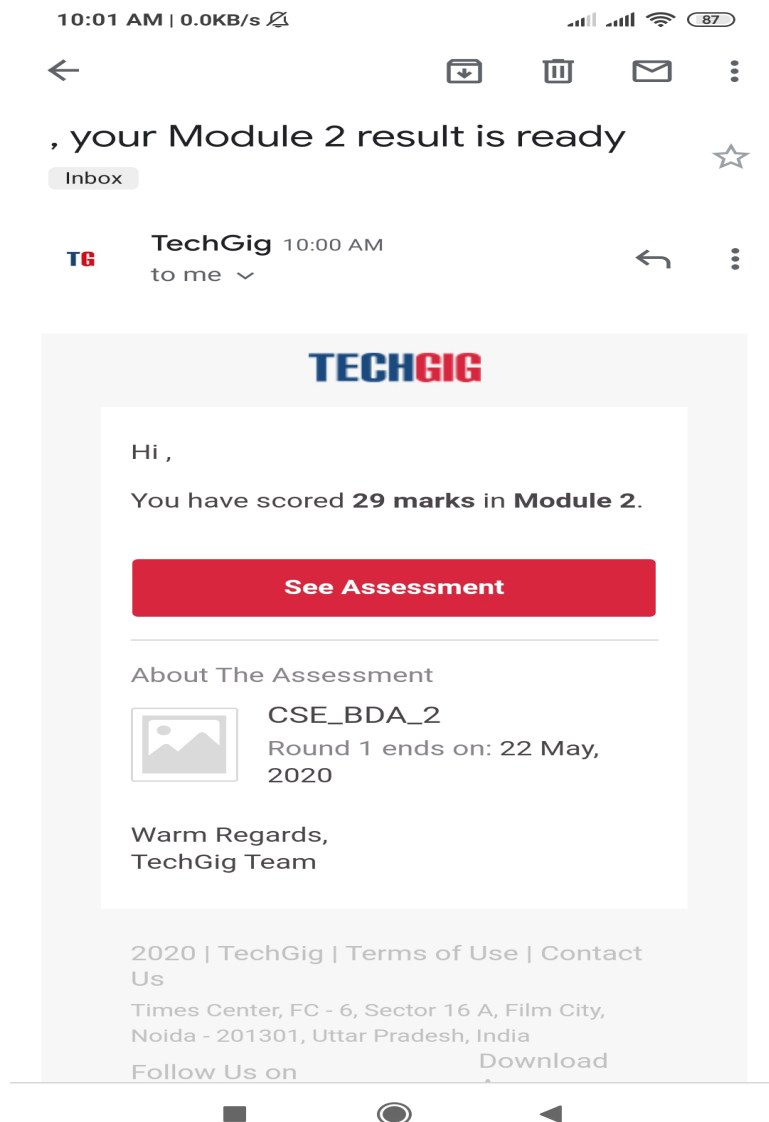 10:01 AM | 0.0KB/s
87
, your Module 2 result is ready
Inbox
TG
TechGig 10:00 AM
to me
TECHGIG
Hi ,
You have scored 29 marks in Module 2.
See Assessment
About The Assessment
CSE_BDA_2
Round 1 ends on: 22 May,
2020
Warm Regards,
TechGig Team
2020 | TechGig | Terms of Use | Contact
Us
Times Center, FC - 6, Sector 16 A, Film City,
Noida - 201301, Uttar Pradesh, India
Follow Us on
Download